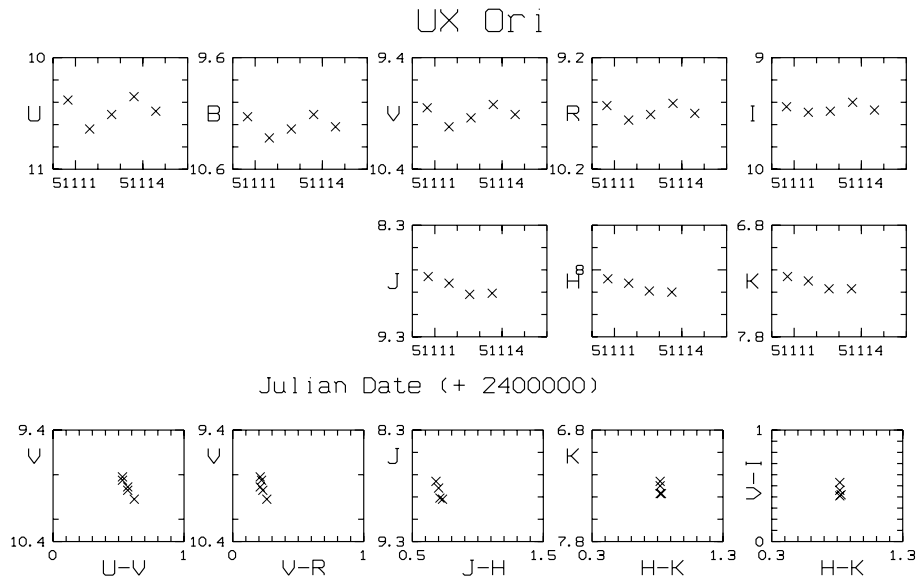 UX Ori
10 9.6 9.4 9.2 9
U B V R I
11 10.6 10.4 10.2 10
51111 51114 51111 51114 51111 51114 51111 51114 51111 51114
8.3 8 6.8
J H K
9.3 7.8
51111 51114 51111 51114 51111 51114
Julian Date (+ 2400000)
9.4 9.4 8.3 6.8 1
V V J K V-I
10.4 10.4 9.3 7.8 0
0 1 0 1 0.5 1.5 0.3 1.3 0.3 1.3
U-V V-R J-H H-K H-K